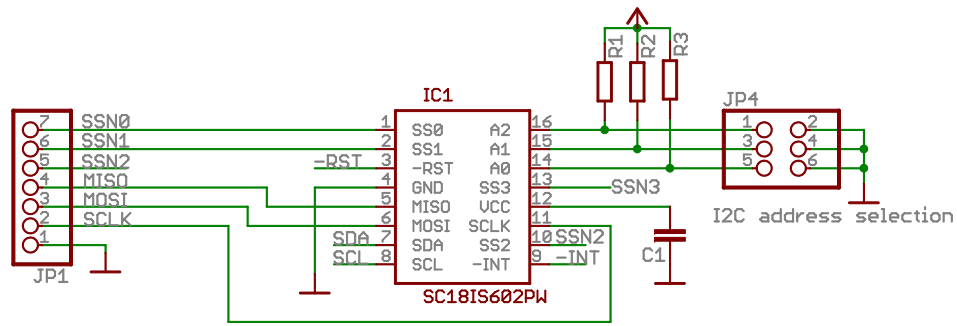 R1
R2
R3
IC1
JP4
7 SSN0
6 SSN1
5 SSN2
4 MISO
3 MOSI
2 SCLK
1
JP1
1 SS0 A2 16
2 SS1 A1 15
-RST 3 -RST A0 14
4 GND SS3 13 SSN3
5 MISO VCC 12
6 MOSI SCLK 11
SDA 7 SDA SS2 10 SSN2
SCL 8 SCL -INT 9 -INT
SC18IS602PW
1 2
3 4
5 6
I2C address selection
C1